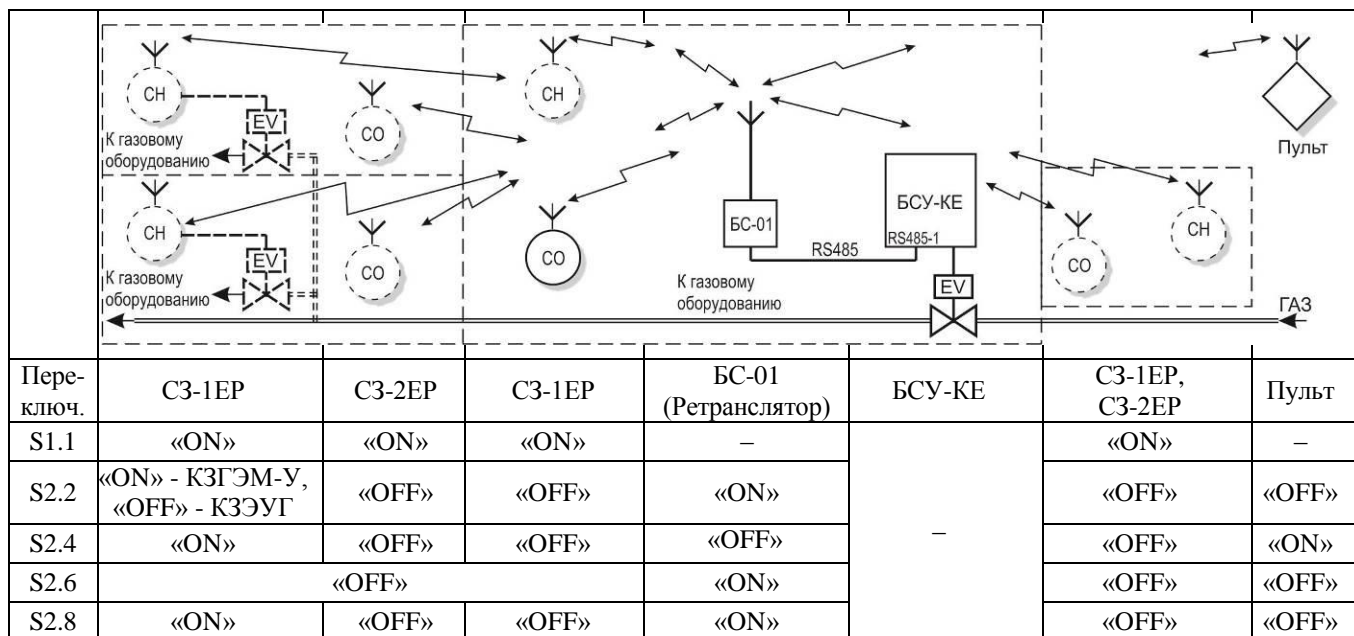 CH
EV
CO
CH
К газовому
оборудованию
Пульт
CH
EV
CO
CO
БС-01
RS485
БСУ-КЕ
RS485-1
CH
CO
К газовому
оборудованию
К газовому
оборудованию
EV
ГАЗ
Пере-
ключ.
СЗ-1ЕР
СЗ-2ЕР
СЗ-1ЕР
БС-01
(Ретранслятор)
БСУ-КЕ
СЗ-1ЕР,
СЗ-2ЕР
Пульт
S1.1 «ON» «ON» «ON» – «ON» –
S2.2 «ON» - КЗГЭМ-У,
«OFF» - КЗЭУГ «OFF» «OFF» «ON» – «OFF» «OFF»
S2.4 «ON» «OFF» «OFF» «OFF» «OFF» «ON»
S2.6 «OFF» «ON» «OFF» «OFF»
S2.8 «ON» «OFF» «OFF» «ON» «OFF» «OFF»